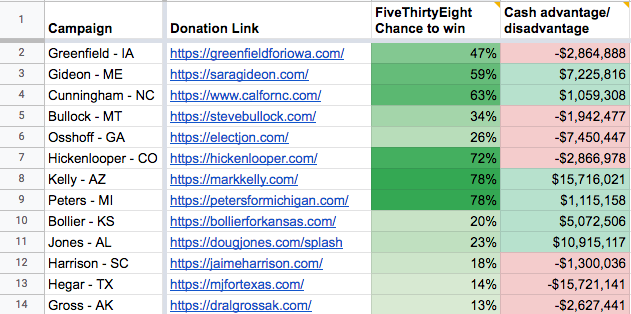 1 Campaign Donation Link FiveThirtyEight Chance to win Cash advantage/ disadvantage
2 Greenfield - IA https://greenfieldforiowa.com/ 47% -$2,864,888
3 Gideon - ME https://saragideon.com/ 59% $7,225,816
4 Cunningham - NC https://www.calfornc.com/ 63% $1,059,308
5 Bullock - MT https://stevebullock.com/ 34% -$1,942,477
6 Osshoff - GA https://electjon.com/ 26% -$7,450,447
7 Hickenlooper - CO https://hickenlooper.com/ 72% -$2,866,978
8 Kelly - AZ https://markkelly.com/ 78% $15,716,021
9 Peters - MI https://petersformichigan.com/ 78% $1,115,158
10 Bollier - KS https://bollierforkansas.com/ 20% $5,072,506
11 Jones - AL https://dougjones.com/splash 23% $10,915,117
12 Harrison - SC https://jaimeharrison.com/ 18% -$1,300,036
13 Hegar - TX https://mjfortexas.com/ 14% -$15,721,141
14 Gross - AK https://dralgrossak.com/ 13% -$2,627,441